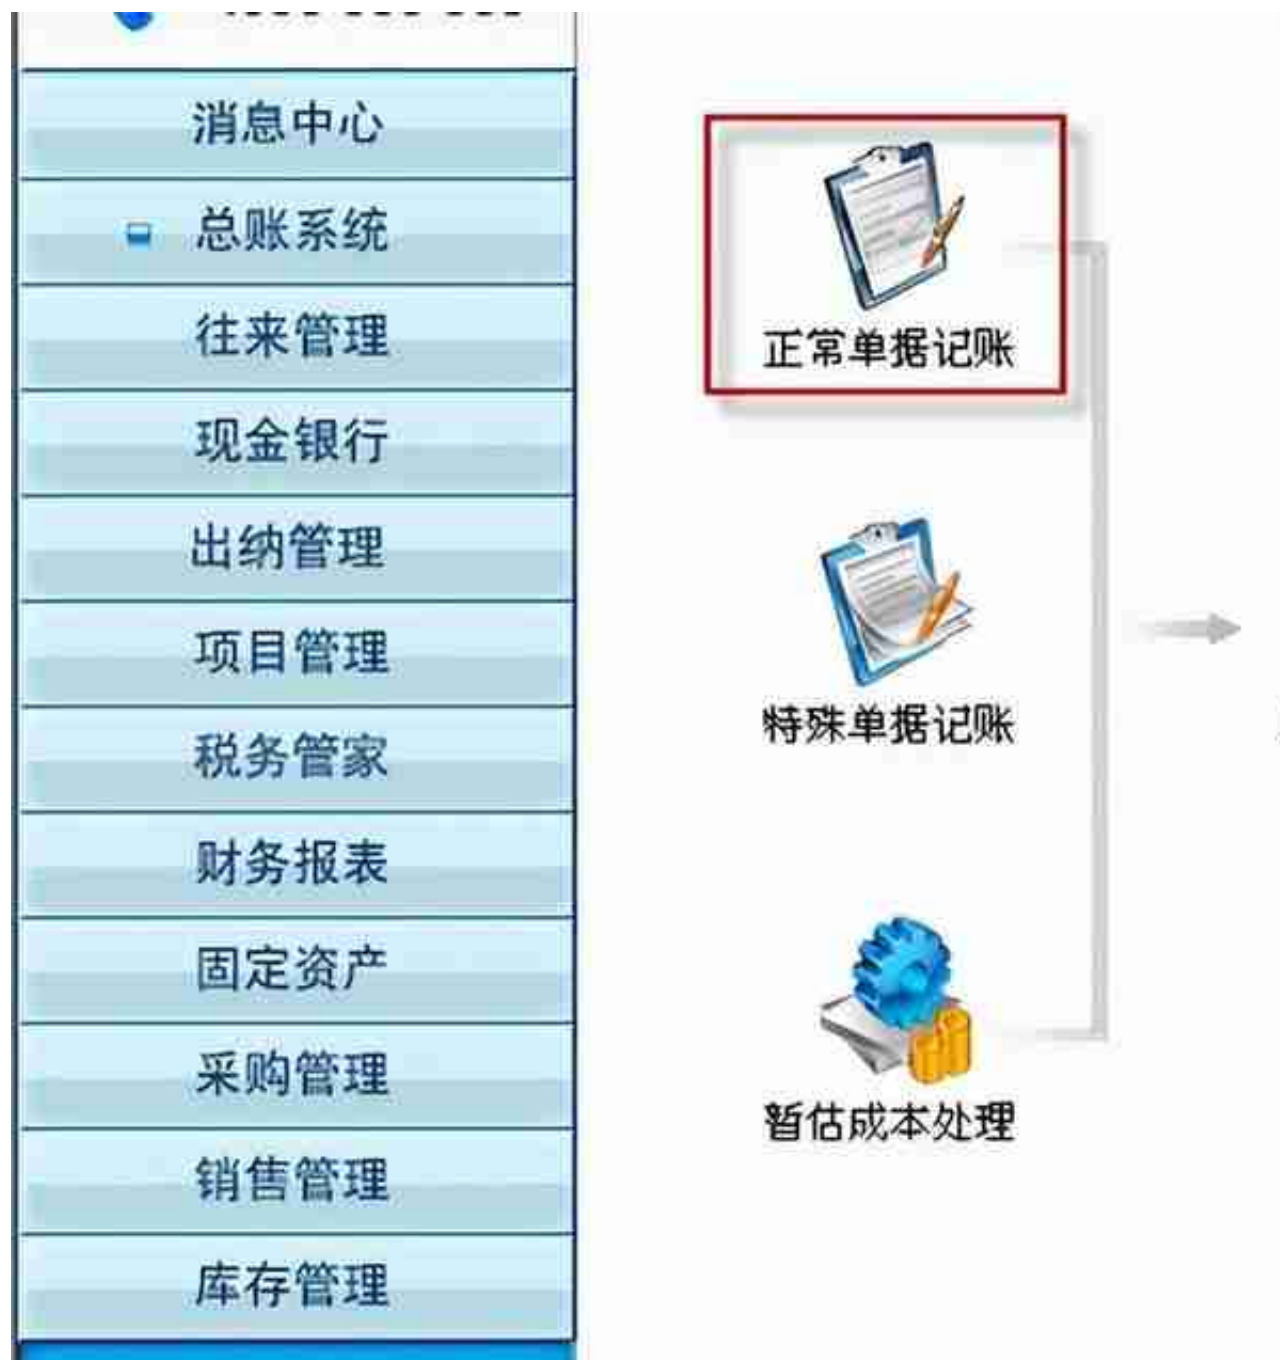 消息中心
总账系统
往来管理
现金银行
出纳管理
项目管理
税务管家
财务报表
固定资产
采购管理
销售管理
库存管理
正常单据记账
特殊单据记账
暂估成本处理